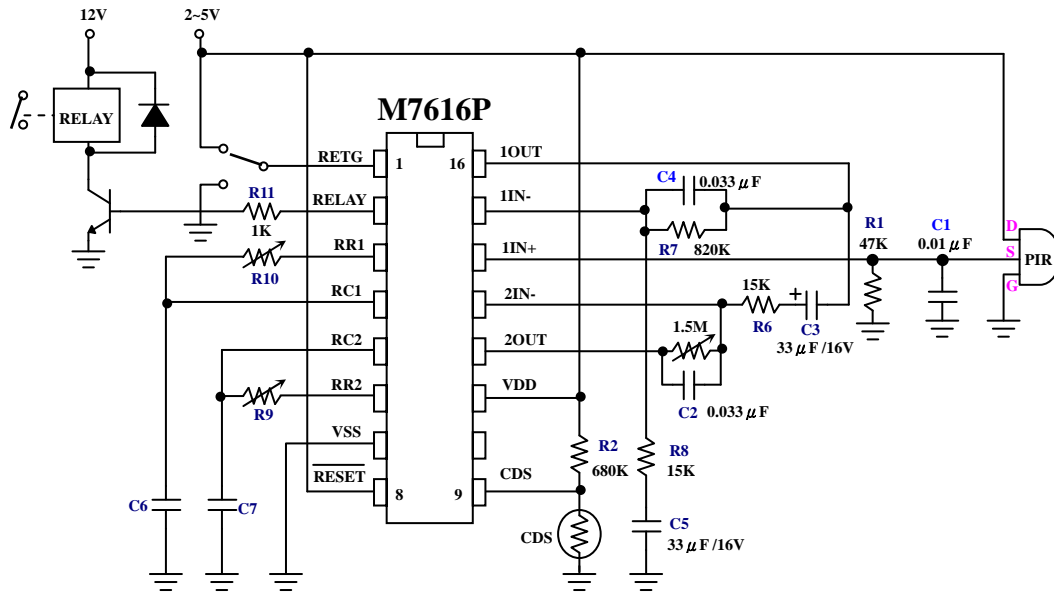 12V
2~5V
M7616P
RELAY
RETG
1
16
1OUT
C4
0.033μF
R11
RELAY
1IN-
1K
R7
820K
R1
47K
C1
0.01μF
D
S
G
PIR
RR1
1IN+
R10
RC1
2IN-
15K
+
R6
C3
33μF/16V
1.5M
RC2
2OUT
RR2
VDD
R9
C2
0.033μF
VSS
R2
680K
R8
15K
RESET
8
9
CDS
C6
C7
CDS
C5
33μF/16V